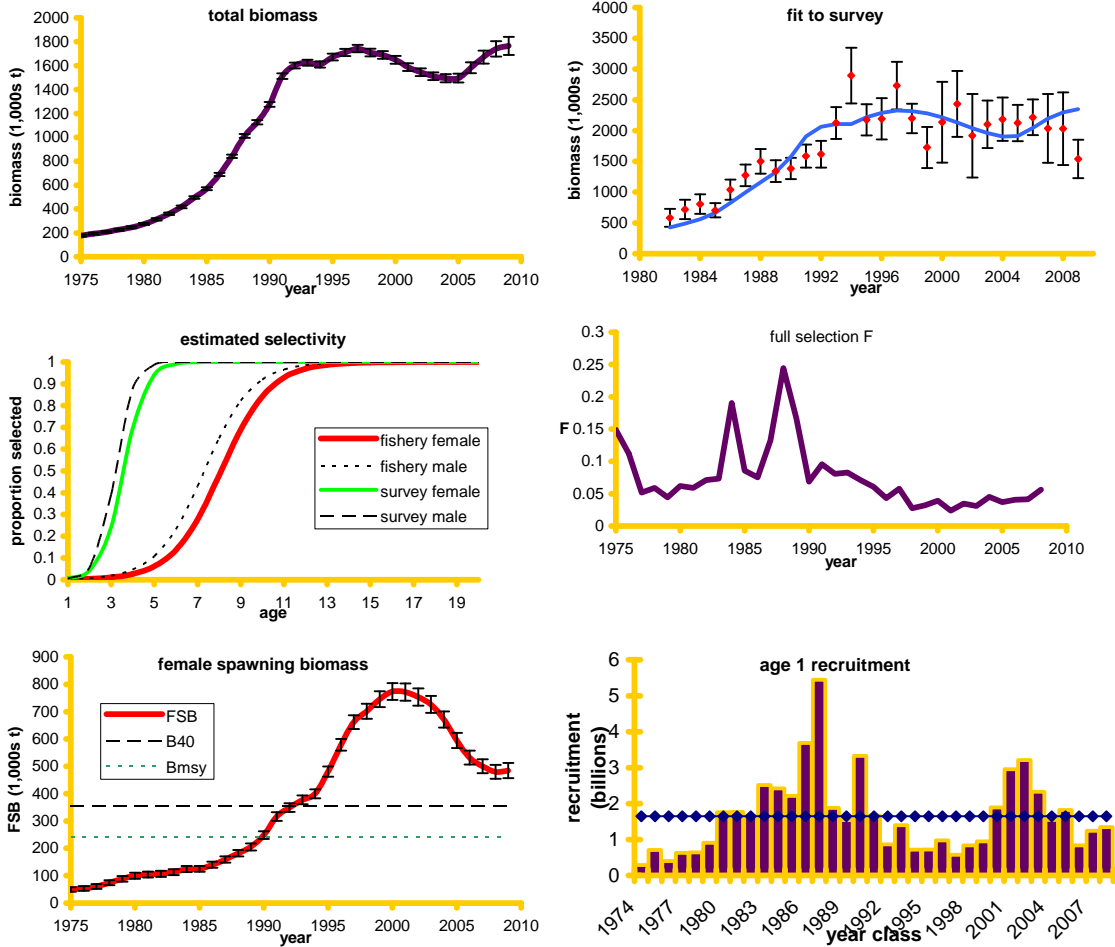 total biomass
2000
1800
1600
1400
1200
1000
800
600
400
200
0
biomass (1,000s t)
1975 1980 1985 1990 1995 2000 2005 2010
year
fit to survey
4000
3500
3000
2500
2000
1500
1000
500
0
biomass (1,000s t)
1980 1984 1988 1992 1996 2000 2004 2008
year
estimated selectivity
1
0.9
0.8
0.7
0.6
0.5
0.4
0.3
0.2
0.1
0
proportion selected
fishery female
fishery male
survey female
survey male
1 3 5 7 9 11 13 15 17 19
age
full selection F
0.3
0.25
0.2
0.15
0.1
0.05
0
F
1975 1980 1985 1990 1995 2000 2005 2010
year
female spawning biomass
900
800
700
600
500
400
300
200
100
0
FSB (1,000s t)
FSB
B40
Bmsy
1975 1980 1985 1990 1995 2000 2005 2010
year
age 1 recruitment
6
5
4
3
2
1
0
recruitment
(billions)
1974 1977 1980 1983 1986 1989 1992 1995 1998 2001 2004 2007
year class